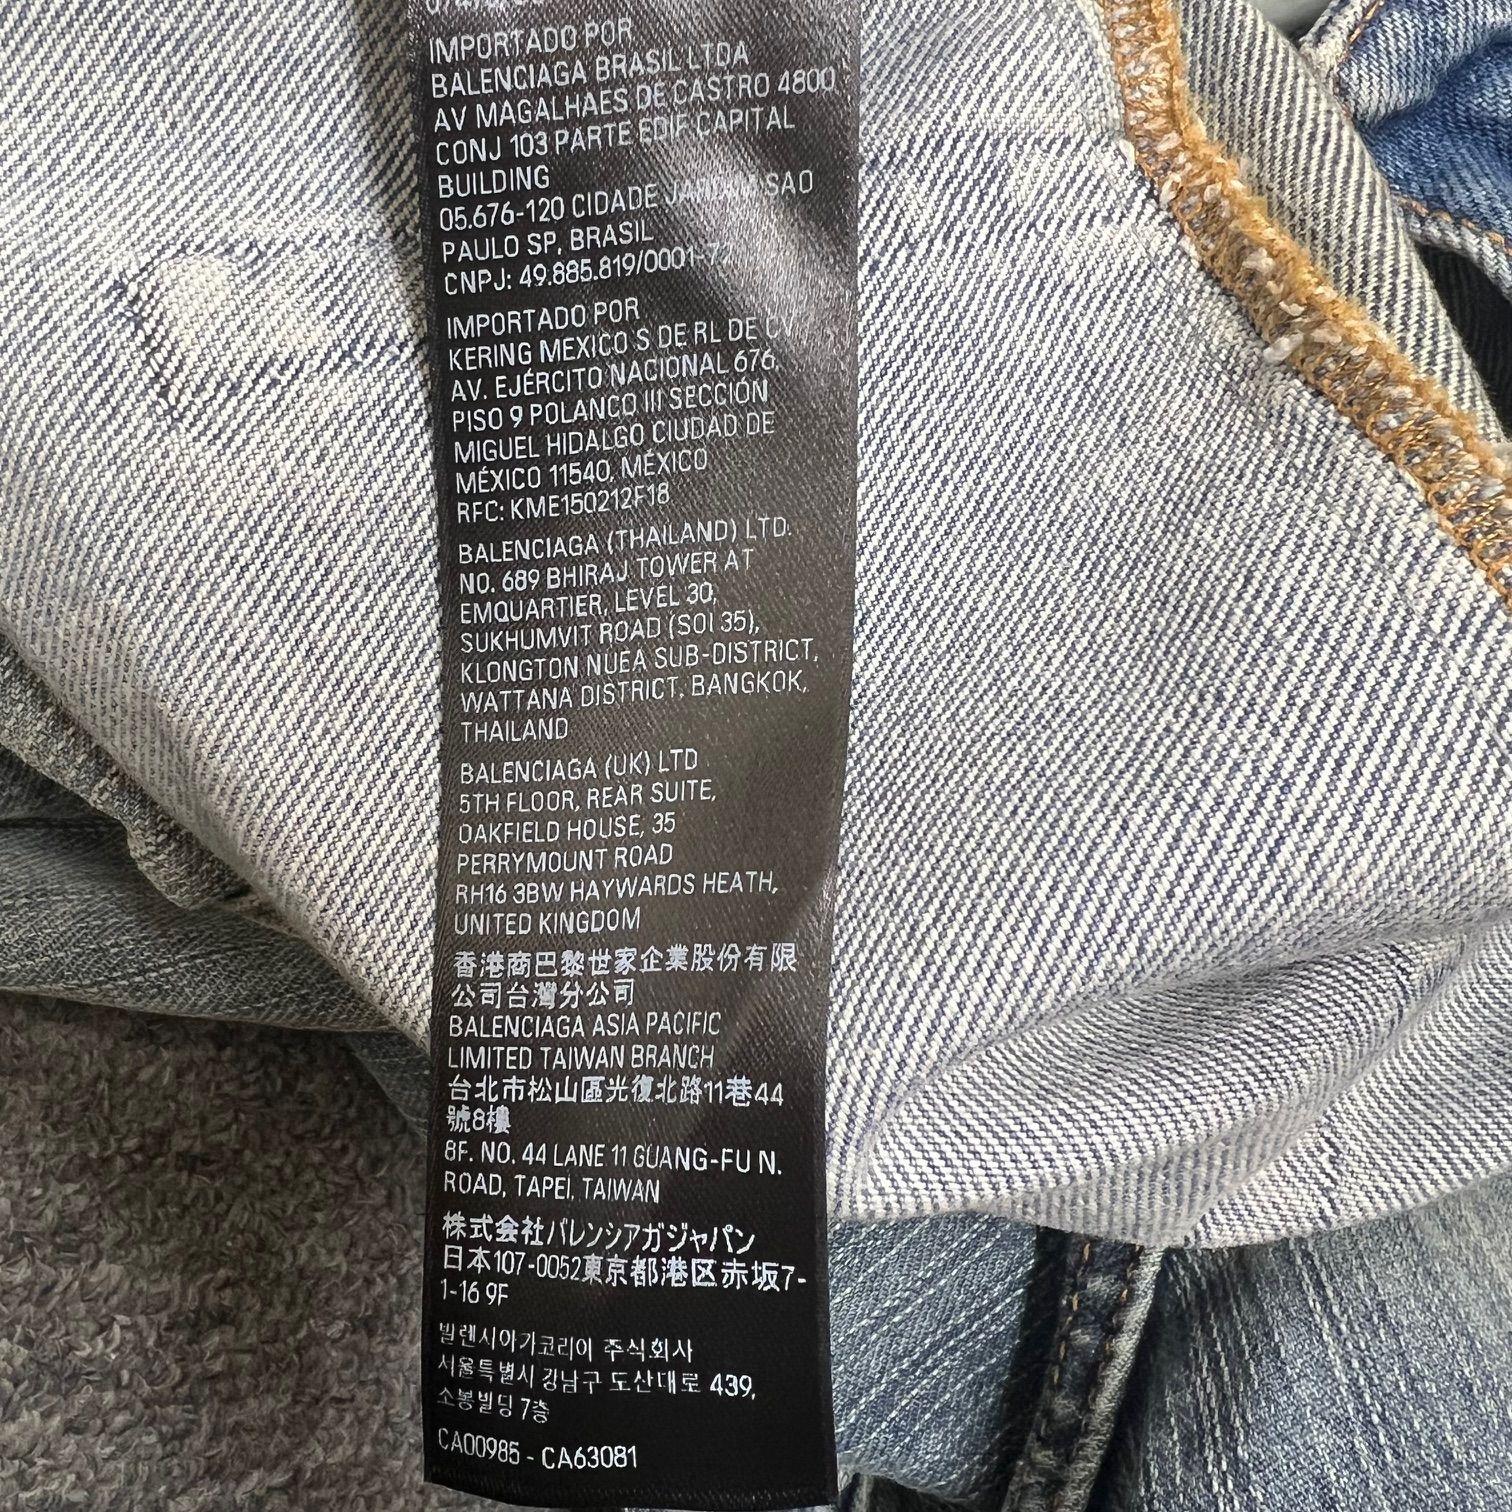 IMPORTADO POR
BALENCIAGA BRASIL LTDA
AV MAGALHAES DE CASTRO 4800
CONJ 103 PARTE EDIF CAPITAL
BUILDING
05.676-120 CIDADE JARDIM SAO
PAULO SP, BRASIL
CNPJ: 49.885.819/0001-72
IMPORTADO POR
KERING MEXICO S DE RL DE CV
AV. EJÉRCITO NACIONAL 676,
PISO 9 POLANCO III SECCIÓN
MIGUEL HIDALGO CIUDAD DE
MÉXICO 11540, MÉXICO
RFC: KME150212F18
BALENCIAGA (THAILAND) LTD.
NO. 689 BHIRAJ TOWER AT
EMQUARTIER, LEVEL 30,
SUKHUMVIT ROAD (SOI 35),
KLONGTON NUEA SUB-DISTRICT,
WATTANA DISTRICT, BANGKOK,
THAILAND
BALENCIAGA (UK) LTD
5TH FLOOR, REAR SUITE,
OAKFIELD HOUSE, 35
PERRYMOUNT ROAD
RH16 3BW HAYWARDS HEATH,
UNITED KINGDOM
香港商巴黎世家企業股份有限
公司台灣分公司
BALENCIAGA ASIA PACIFIC
LIMITED TAIWAN BRANCH
台北市松山區光復北路11巷44
號8樓
8F. NO. 44 LANE 11 GUANG-FU N.
ROAD, TAPEI, TAIWAN
株式会社バレンシアガジャパン
日本107-0052東京都港区赤坂7-
1-16 9F
발렌시아가코리아 주식회사
서울특별시 강남구 도산대로 439,
소봉빌딩 7층
CA00985 - CA63081